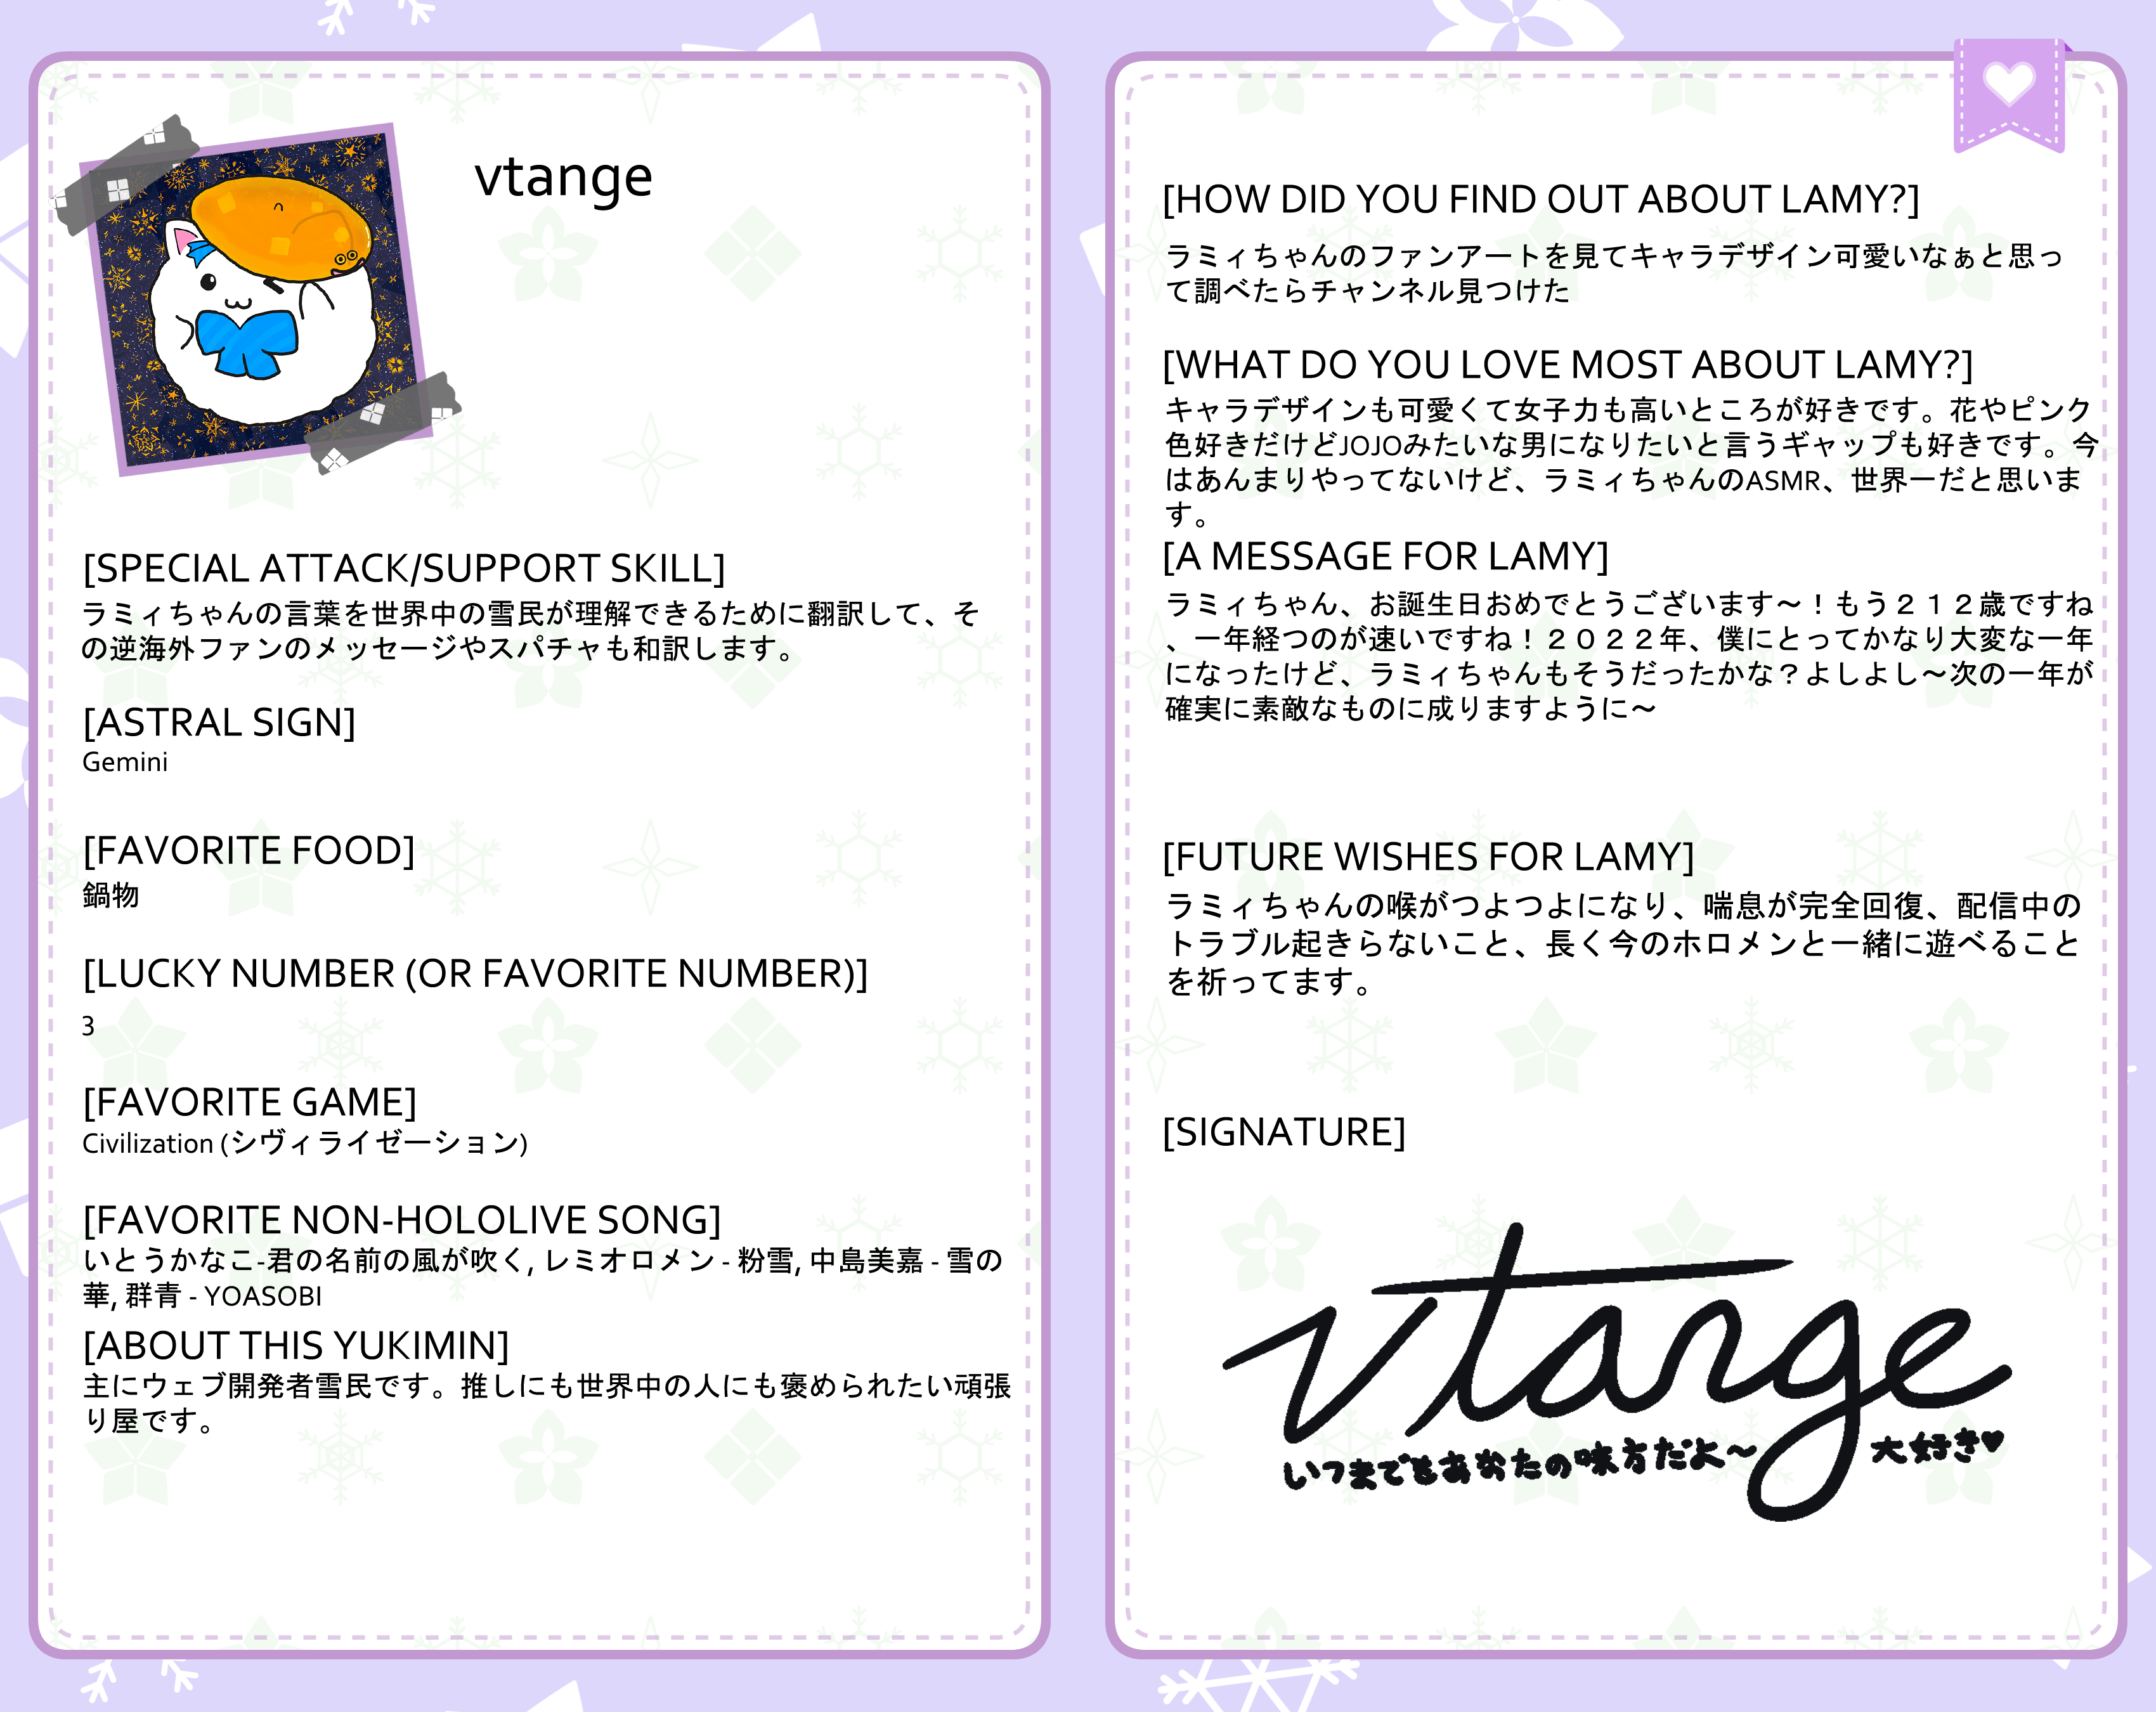 vtange
[SPECIAL ATTACK/SUPPORT SKILL]
ラミィちゃんの言葉を世界中の雪民が理解できるために翻訳して、そ
の逆海外ファンのメッセージやスパチャも和訳します。
[ASTRAL SIGN]
Gemini
[FAVORITE FOOD]
鍋物
[LUCKY NUMBER (OR FAVORITE NUMBER)]
3
[FAVORITE GAME]
Civilization (シヴィライゼーション)
[FAVORITE NON-HOLOLIVE SONG]
いとうかなこ-君の名前の風が吹く, レミオロメン - 粉雪, 中島美嘉 - 雪の
華, 群青 - YOASOBI
[ABOUT THIS YUKIMIN]
主にウェブ開発者雪民です。推しにも世界中の人にも褒められたい頑張
り屋です。
[HOW DID YOU FIND OUT ABOUT LAMY?]
ラミィちゃんのファンアートを見てキャラデザイン可愛いなぁと思っ
て調べたらチャンネル見つけた
[WHAT DO YOU LOVE MOST ABOUT LAMY?]
キャラデザインも可愛くて女子力も高いところが好きです。花やピンク
色好きだけどJOJOみたいな男になりたいと言うギャップも好きです。今
はあんまりやってないけど、ラミィちゃんのASMR、世界一だと思いま
す。
[A MESSAGE FOR LAMY]
ラミィちゃん、お誕生日おめでとうございます〜！もう２１２歳ですね
、一年経つのが速いですね！２０２２年、僕にとってかなり大変な一年
になったけど、ラミィちゃんもそうだったかな？よしよし〜次の一年が
確実に素敵なものに成りますように〜
[FUTURE WISHES FOR LAMY]
ラミィちゃんの喉がつよつよになり、喘息が完全回復、配信中の
トラブル起きらないこと、長く今のホロメンと一緒に遊べること
を祈ってます。
[SIGNATURE]
vtange
いつまでもあなたの味方だよ〜 大好き♥